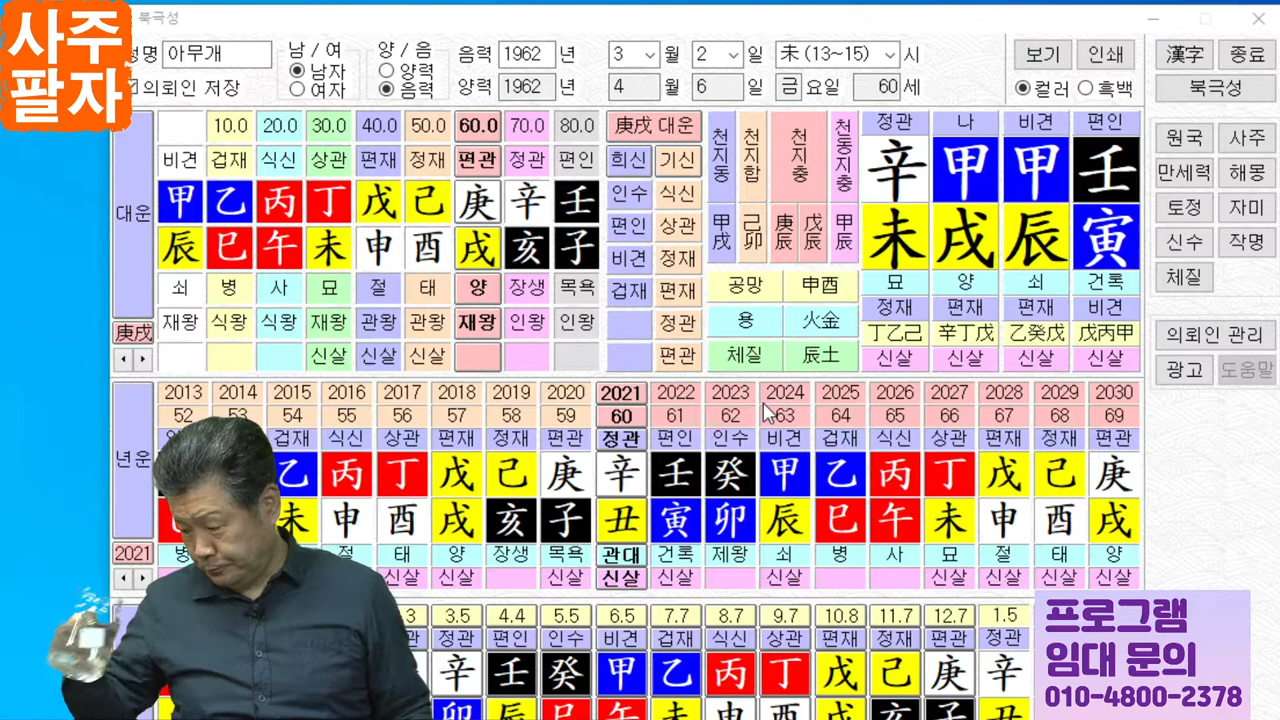 사주
팔자
북극성
성명 아무개 남 / 여 양 / 음 음력 1962 년 3 월 2 일 未 (13~15) 시 보기 인쇄 漢字 종료
의뢰인 저장 남자 여자 양력 음력 양력 1962 년 4 월 6 일 금 요일 60 세 컬러 흑백 북극성
원국 사주
만세력 해몽
토정 자미
신수 작명
체질
의뢰인 관리
광고 도움말
대운
10.0 20.0 30.0 40.0 50.0 60.0 70.0 80.0
비견 겁재 식신 상관 편재 정재 편관 정관 편인
甲 乙 丙 丁 戊 己 庚 辛 壬
辰 巳 午 未 申 酉 戌 亥 子
쇠 병 사 묘 절 태 양 장생 목욕
재왕 식왕 식왕 재왕 관왕 관왕 재왕 인왕 인왕
庚戌
신살 신살 신살
庚戌 대운
희신 기신
인수 식신
편인 상관
비견 정재
겁재 편재
정관
편관
천지동 천지합 천지충 천동지충
甲戌 己卯 庚辰 戊辰 甲辰
공망 申酉
용 火金
체질 辰土
정관 나 비견 편인
辛 甲 甲 壬
未 戌 辰 寅
묘 양 쇠 건록
정재 편재 편재 비견
丁乙己 辛丁戊 乙癸戊 戊丙甲
신살 신살 신살 신살
년운
2013 2014 2015 2016 2017 2018 2019 2020 2021 2022 2023 2024 2025 2026 2027 2028 2029 2030
52 53 54 55 56 57 58 59 60 61 62 63 64 65 66 67 68 69
겁재 식신 상관 편재 정재 편관 정관 편인 인수 비견 겁재 식신 상관 편재 정재 편관
乙 丙 丁 戊 己 庚 辛 壬 癸 甲 乙 丙 丁 戊 己 庚
未 申 酉 戌 亥 子 丑 寅 卯 辰 巳 午 未 申 酉 戌
2021
병 절 태 양 장생 목욕 관대 건록 제왕 쇠 병 사 묘 절 태 양
신살 신살 신살 신살 신살 신살 신살 신살 신살 신살
3 3.5 4.4 5.5 6.5 7.7 8.7 9.7 10.8 11.7 12.7 1.5
정관 편인 인수 비견 겁재 식신 상관 편재 정재 편관 정관
辛 壬 癸 甲 乙 丙 丁 戊 己 庚 辛
卯 辰 巳 午 未 申 酉 戌 亥 子 丑
프로그램
임대 문의
010-4800-2378